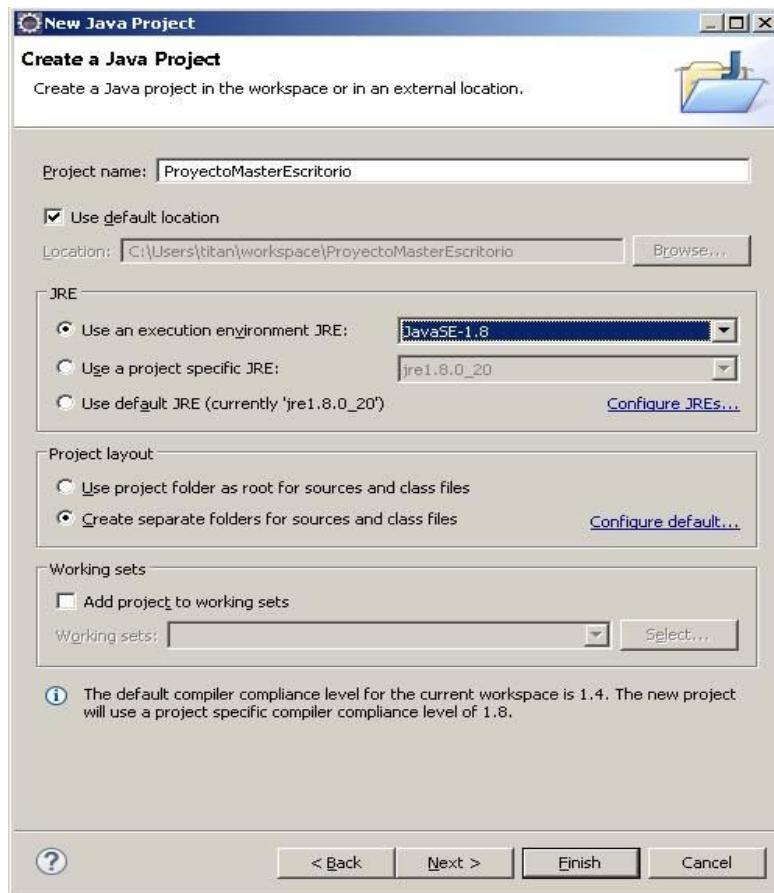 New Java Project
Create a Java Project
Create a Java project in the workspace or in an external location.
Project name: ProyectoMasterEscritorio
Use default location
Location: C:\Users\titan\workspace\ProyectoMasterEscritorio Browse...
JRE
Use an execution environment JRE: JavaSE-1.8
Use a project specific JRE: jre1.8.0_20
Use default JRE (currently 'jre1.8.0_20') Configure JREs...
Project layout
Use project folder as root for sources and class files
Create separate folders for sources and class files Configure default...
Working sets
Add project to working sets
Working sets: Select...
The default compiler compliance level for the current workspace is 1.4. The new project
will use a project specific compiler compliance level of 1.8.
? < Back Next > Finish Cancel